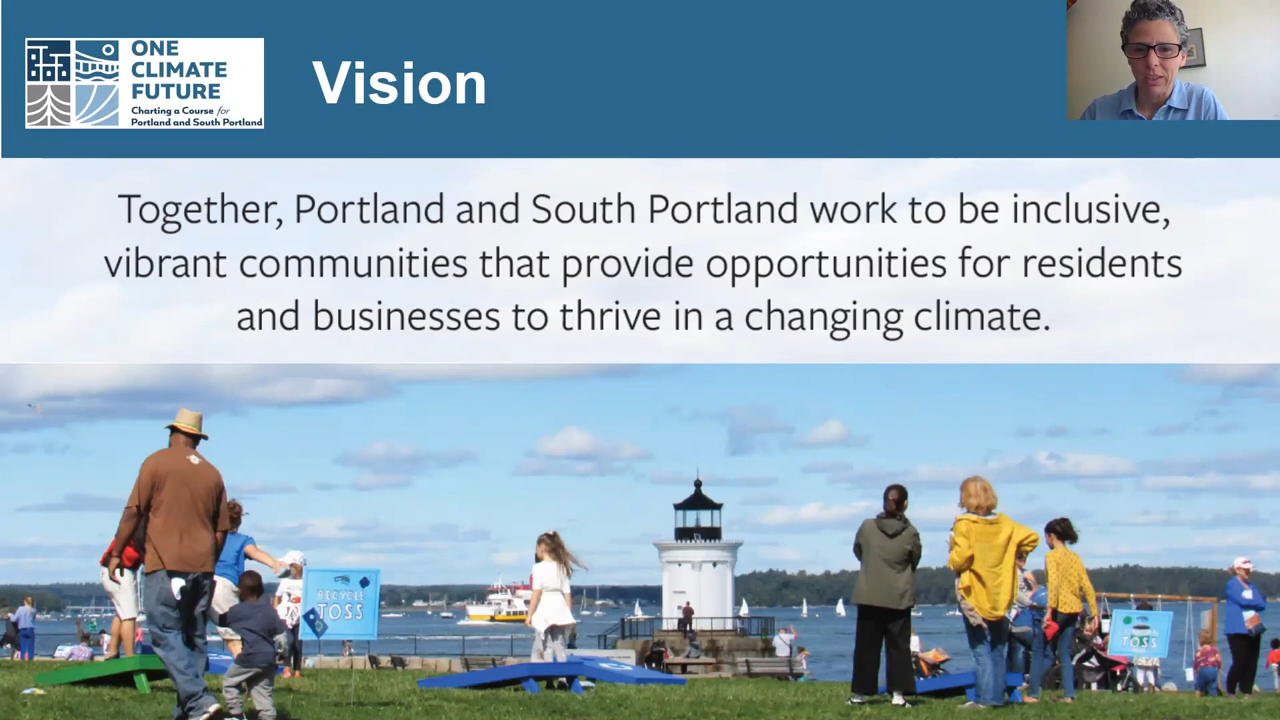 ONE
CLIMATE
FUTURE
Charting a Course for
Portland and South Portland
Vision
Together, Portland and South Portland work to be inclusive,
vibrant communities that provide opportunities for residents
and businesses to thrive in a changing climate.
RECYCLE
TOSS
TOSS